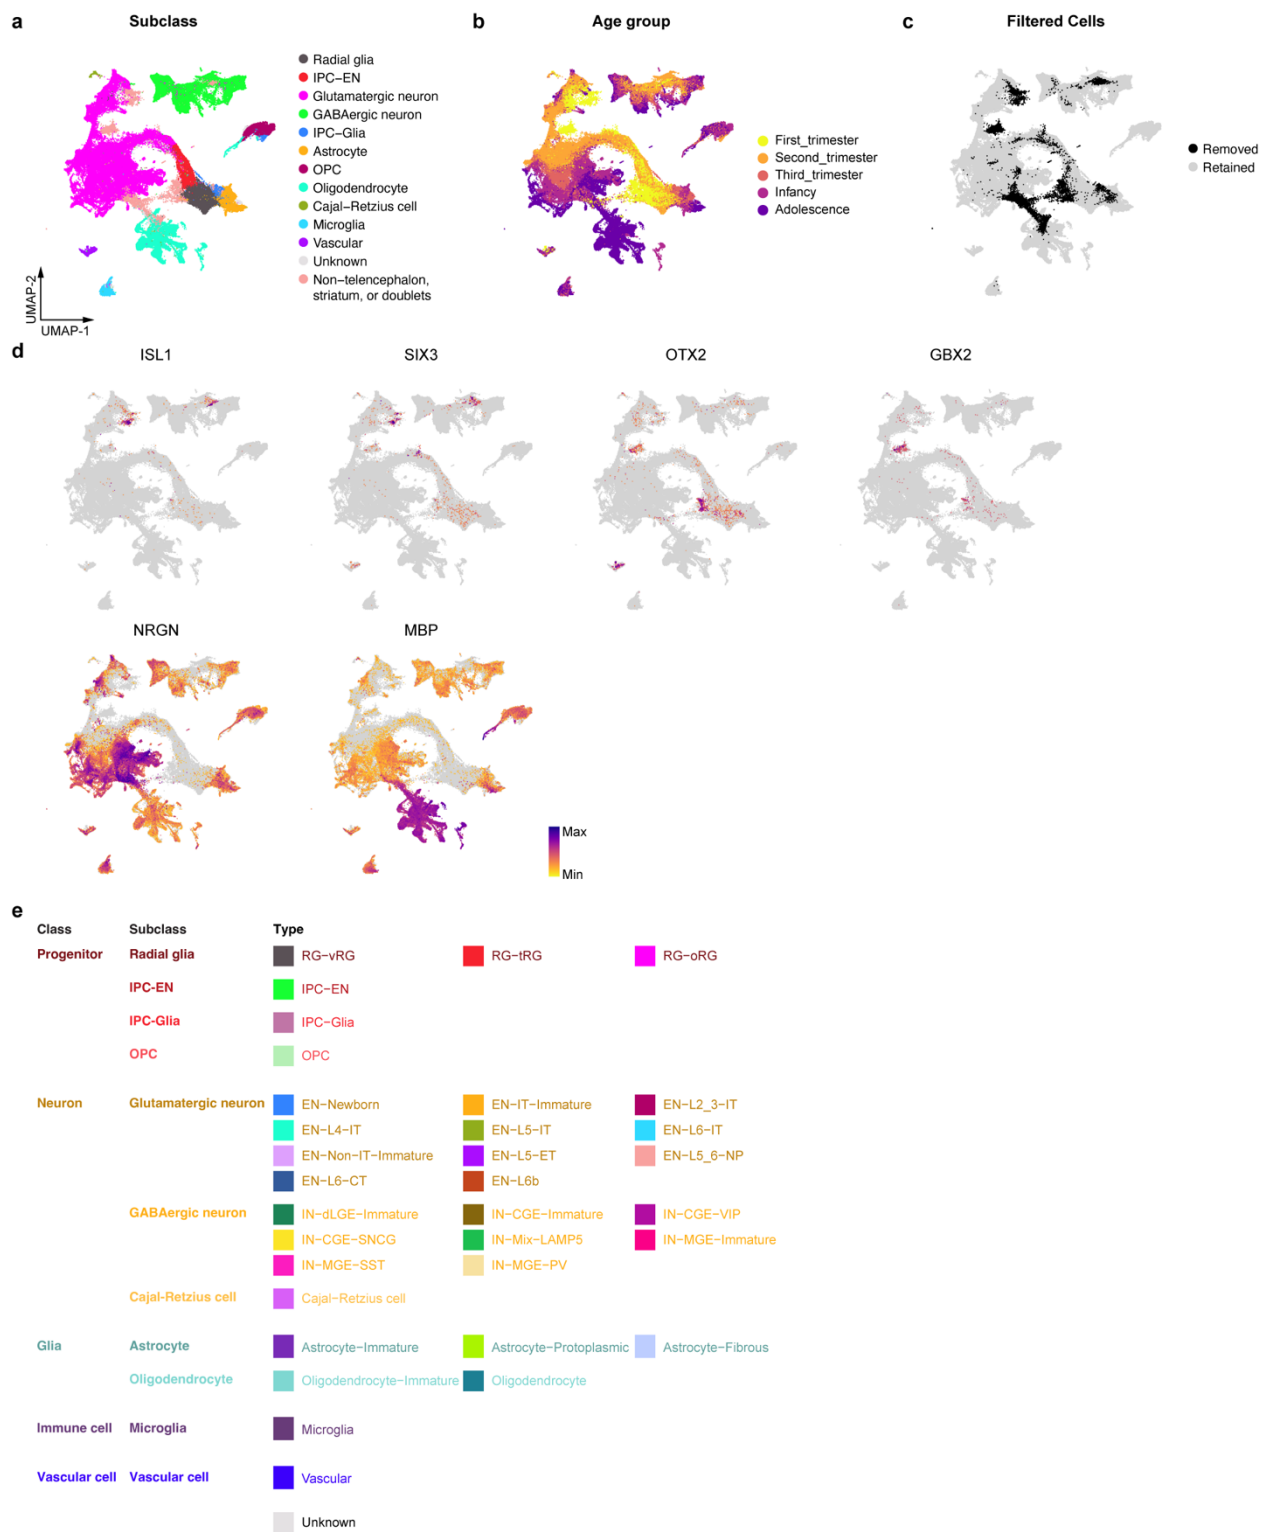 a
Subclass
Radial glia
IPC−EN
Glutamatergic neuron
GABAergic neuron
IPC−Glia
Astrocyte
OPC
Oligodendrocyte
Cajal-Retzius cell
Microglia
Vascular
Unknown
Non−telencephalon,
striatum, or doublets
UMAP-2
UMAP-1
b
Age group
First_trimester
Second_trimester
Third_trimester
Infancy
Adolescence
c
Filtered Cells
Removed
Retained
d
ISL1
SIX3
OTX2
GBX2
NRGN
MBP
Max
Min
e
Class Subclass Type
Progenitor Radial glia RG−vRG RG−tRG RG−oRG
IPC-EN IPC−EN
IPC-Glia IPC−Glia
OPC OPC
Neuron Glutamatergic neuron EN−Newborn EN−IT−Immature EN−L2_3−IT
EN−L4−IT EN−L5−IT EN−L6−IT
EN−Non−IT−Immature EN−L5−ET EN−L5_6−NP
EN−L6−CT EN−L6b
GABAergic neuron IN−dLGE−Immature IN−CGE−Immature IN−CGE−VIP
IN−CGE−SNCG IN−Mix−LAMP5 IN−MGE−Immature
IN−MGE−SST IN−MGE−PV
Cajal-Retzius cell Cajal−Retzius cell
Glia Astrocyte Astrocyte−Immature Astrocyte−Protoplasmic Astrocyte−Fibrous
Oligodendrocyte Oligodendrocyte−Immature Oligodendrocyte
Immune cell Microglia Microglia
Vascular cell Vascular cell Vascular
Unknown